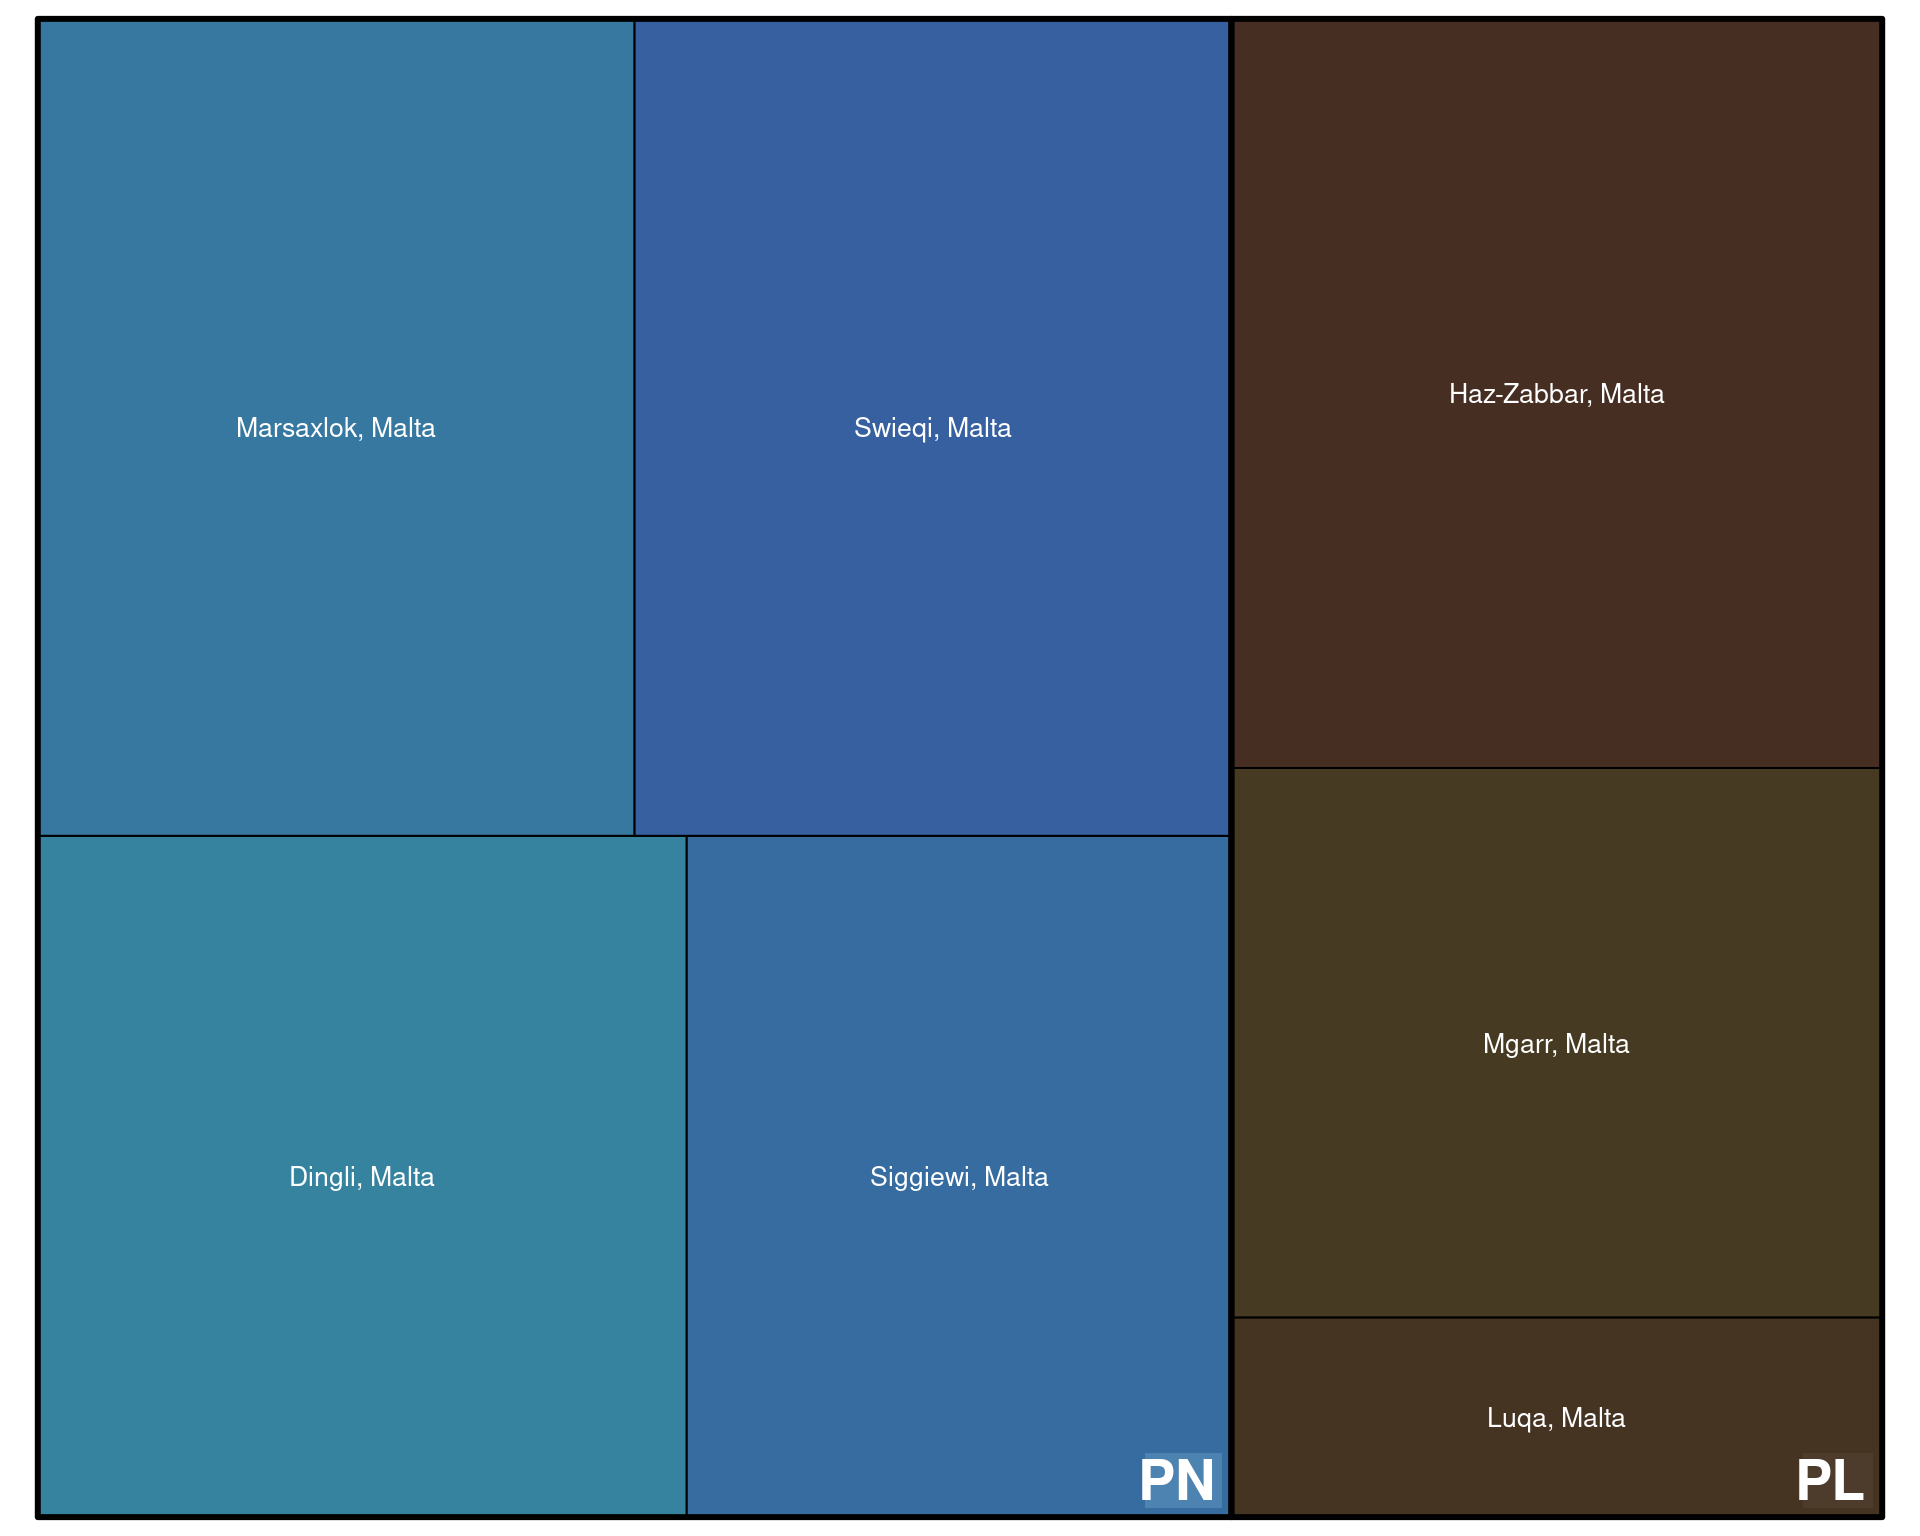 Marsaxlok, Malta
Swieqi, Malta
Haz-Zabbar, Malta
Mgarr, Malta
Dingli, Malta
Siggiewi, Malta
Luqa, Malta
PN
PL